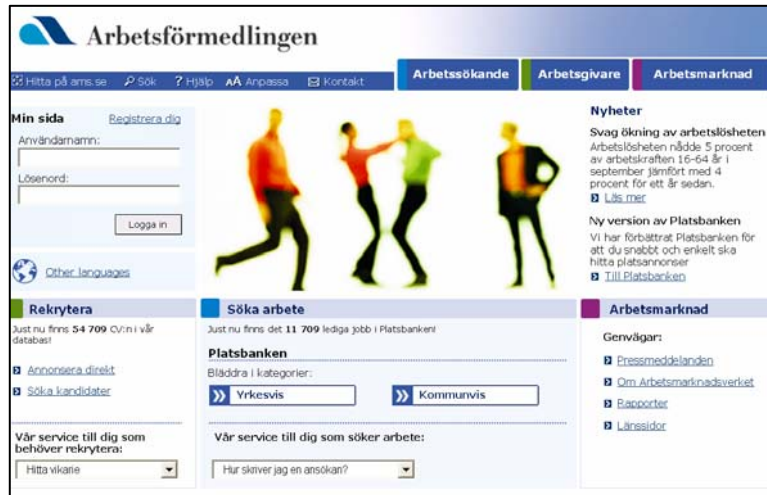 Arbetsförmedlingen
Hitta på ams.se Sök ? Hjälp AA Anpassa Kontakt
Arbetssökande Arbetsgivare Arbetsmarknad
Min sida Registrera dig
Användarnamn:
Lösenord:
Logga in
Other languages
Nyheter
Svag ökning av arbetslösheten
Arbetslösheten nådde 5 procent
av arbetskraften 16-64 år i
september jämfört med 4
procent för ett år sedan.
Läs mer
Ny version av Platsbanken
Vi har förbättrat Platsbanken för
att du snabbt och enkelt ska
hitta platsannonser
Till Platsbanken
Rekrytera
Just nu finns 54 709 CV:n i vår
databas!
Annonsera direkt
Söka kandidater
Vår service till dig som
behöver rekrytera:
Hitta vikarie
Söka arbete
Just nu finns det 11 709 lediga jobb i Platsbanken!
Platsbanken
Bläddra i kategorier:
Yrkesvis Kommunvis
Vår service till dig som söker arbete:
Hur skriver jag en ansökan?
Arbetsmarknad
Genvägar:
Pressmeddelanden
Om Arbetsmarknadsverket
Rapporter
Länssidor